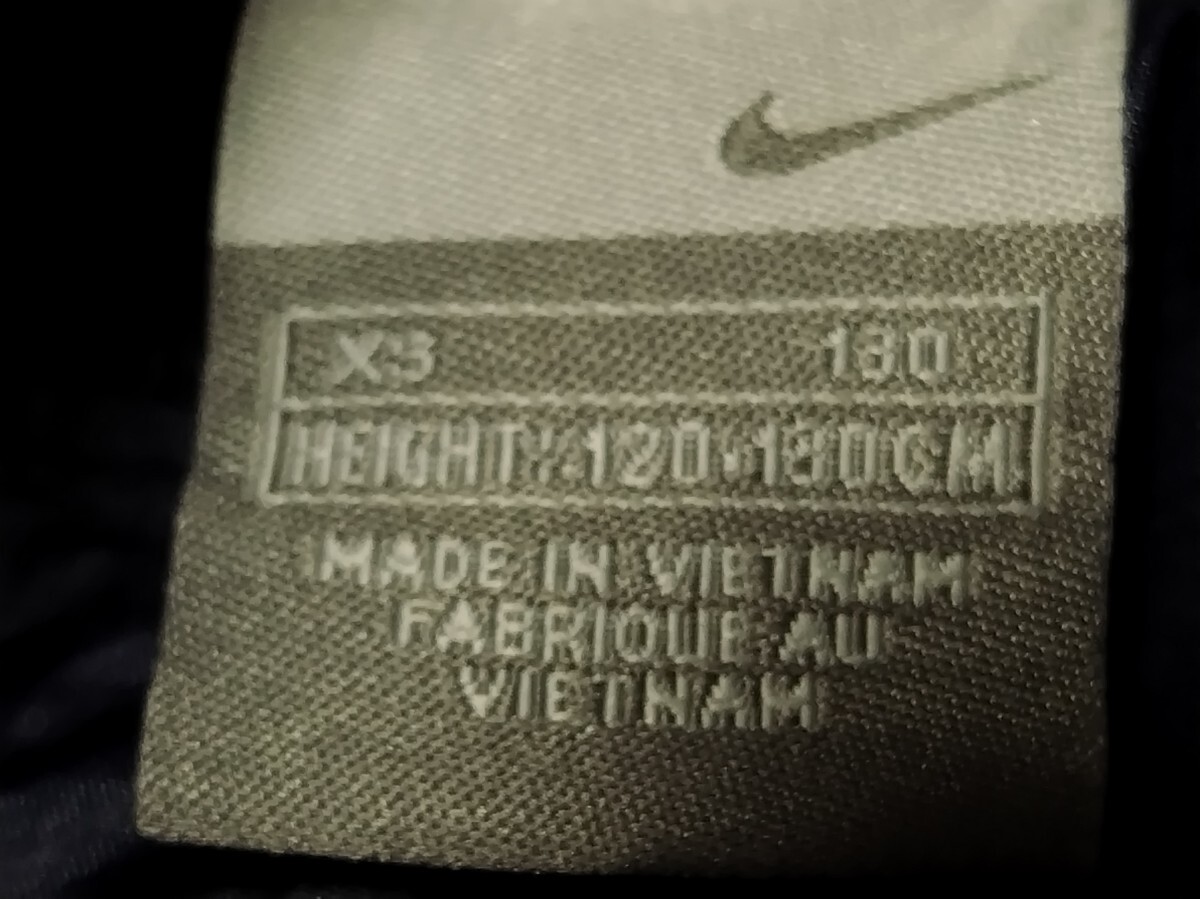 XS 130
HEIGHT: 120-130CM
MADE IN VIETNAM
FABRIQUE AU
VIETNAM